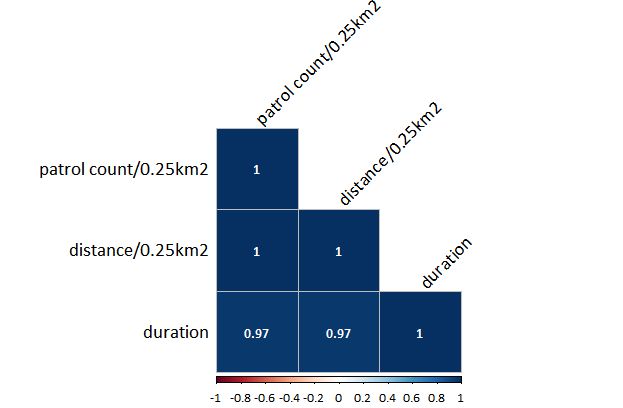 patrol count/0.25km2
distance/0.25km2
duration
patrol count/0.25km2
1
distance/0.25km2
1
1
duration
0.97
0.97
1
-1 -0.8 -0.6 -0.4 -0.2 0 0.2 0.4 0.6 0.8 1